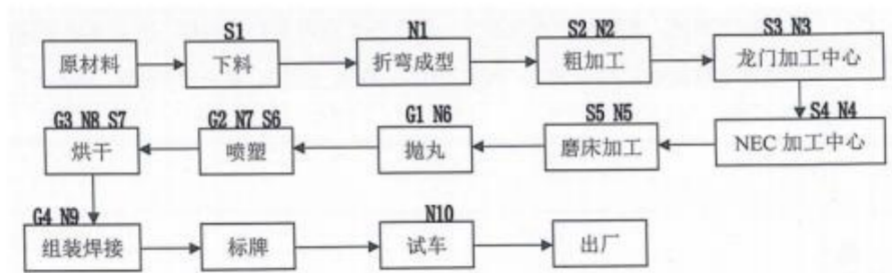 S1 N1 S2 N2 S3 N3
原材料 下料 折弯成型 粗加工 龙门加工中心
G3 N8 S7 G2 N7 S6 G1 N6 S5 N5 S4 N4
烘干 喷塑 抛丸 磨床加工 NEC 加工中心
G4 N9 N10
组装焊接 标牌 试车 出厂